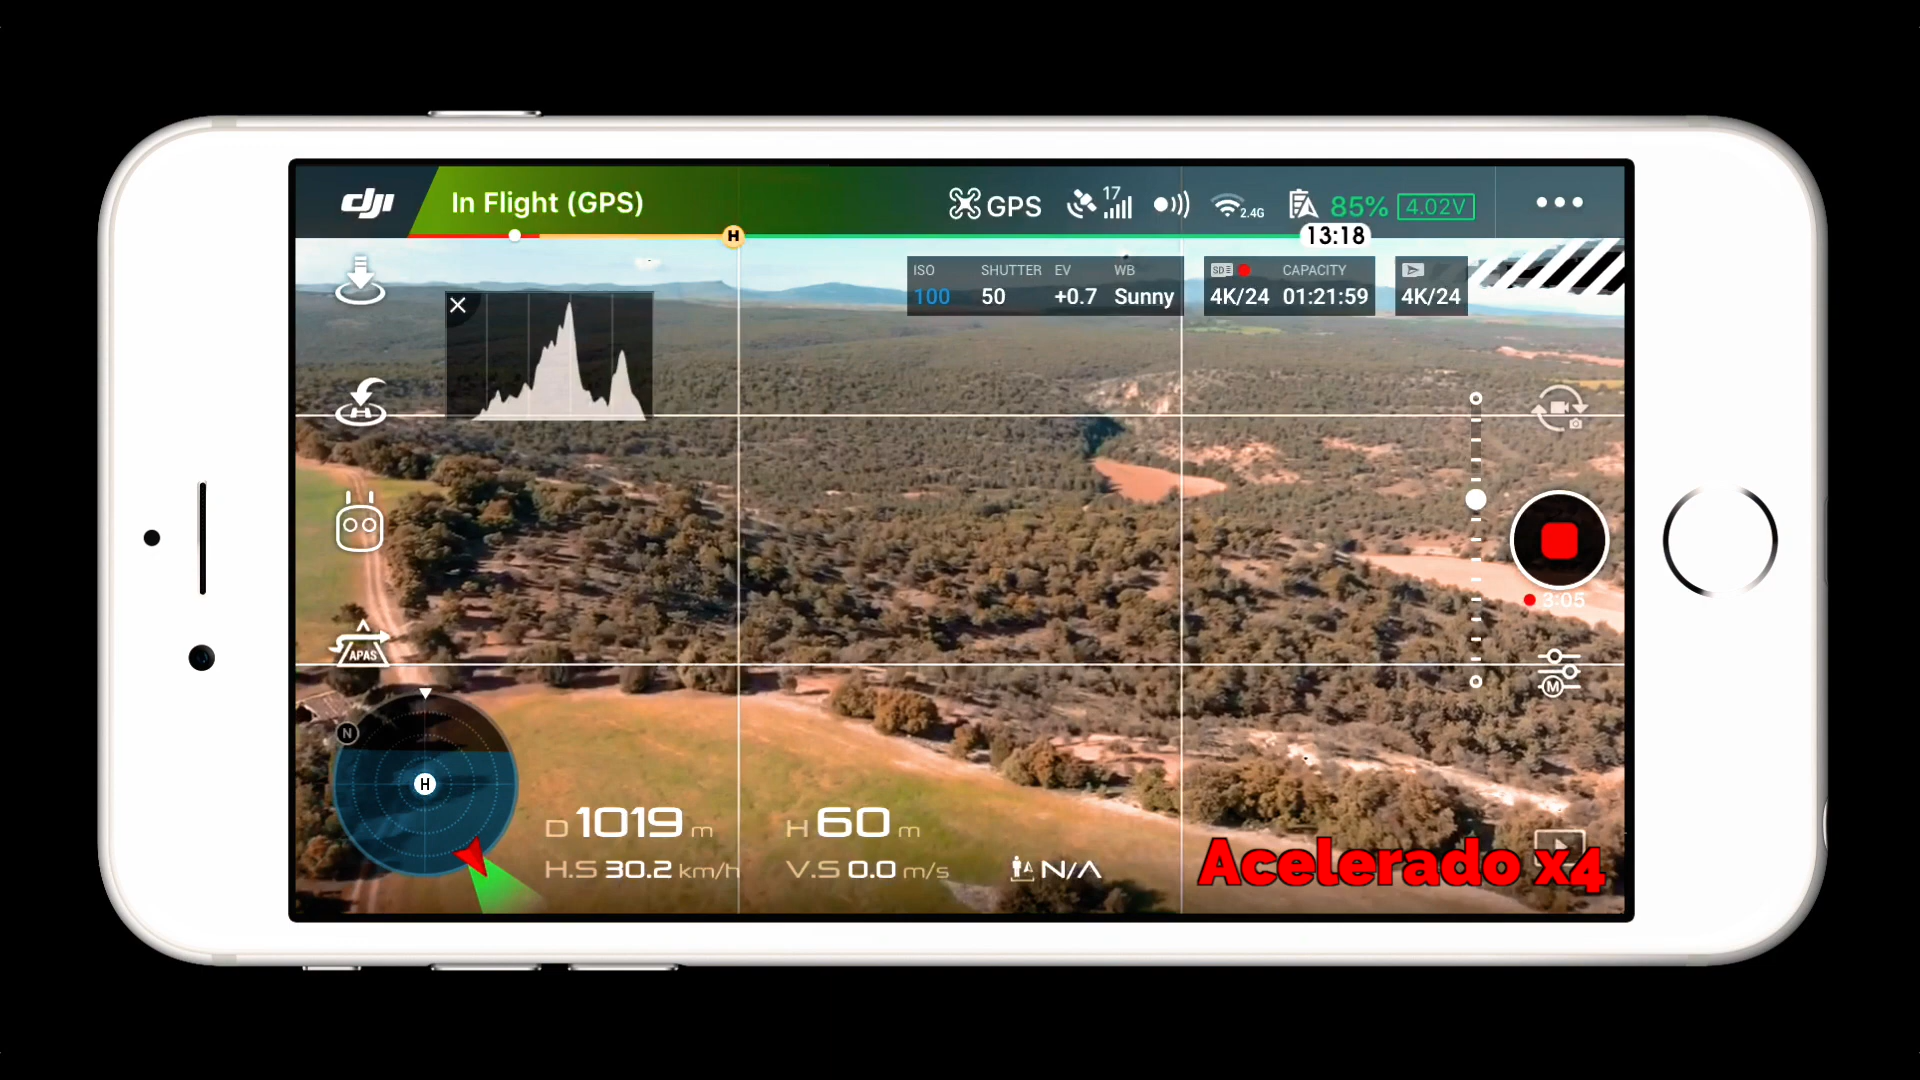 dji In Flight (GPS) GPS 17 2.4G 85% 4.02V
H 13:18
ISO SHUTTER EV WB SD CAPACITY
100 50 +0.7 Sunny 4K/24 01:21:59 4K/24
H
3:05
APAS
M
N
H
D 1019 m H 60 m
H.S 30.2 km/h V.S 0.0 m/s N/A
Acelerado x4